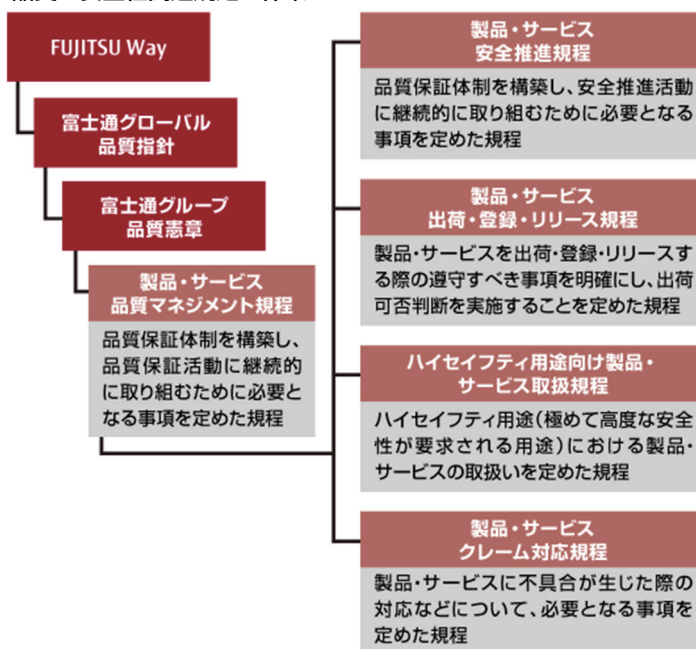 FUJITSU Way
富士通グローバル
品質指針
富士通グループ
品質憲章
製品・サービス
品質マネジメント規程
品質保証体制を構築し、
品質保証活動に継続的
に取り組むために必要と
なる事項を定めた規程
製品・サービス
安全推進規程
品質保証体制を構築し、安全推進活動
に継続的に取り組むために必要となる
事項を定めた規程
製品・サービス
出荷・登録・リリース規程
製品・サービスを出荷・登録・リリースす
る際の遵守すべき事項を明確にし、出荷
可否判断を実施することを定めた規程
ハイセイフティ用途向け製品・
サービス取扱規程
ハイセイフティ用途(極めて高度な安全
性が要求される用途)における製品・
サービスの取扱いを定めた規程
製品・サービス
クレーム対応規程
製品・サービスに不具合が生じた際の
対応などについて、必要となる事項を
定めた規程